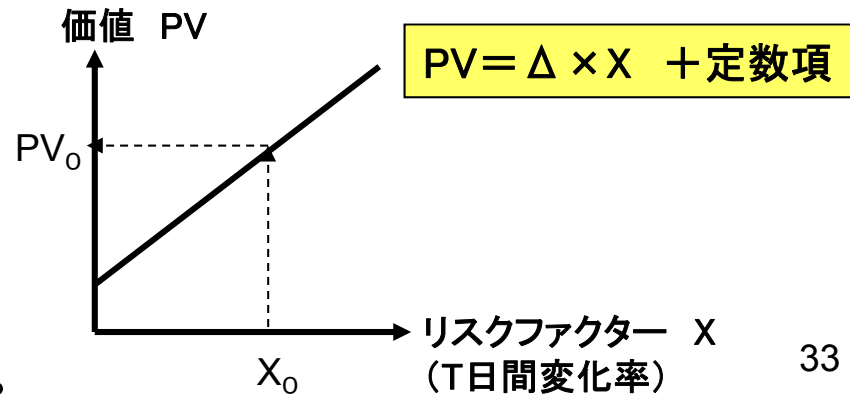 価値 PV
PV＝Δ×X ＋定数項
PV₀
リスクファクター X
（T日間変化率）
X₀
33
。